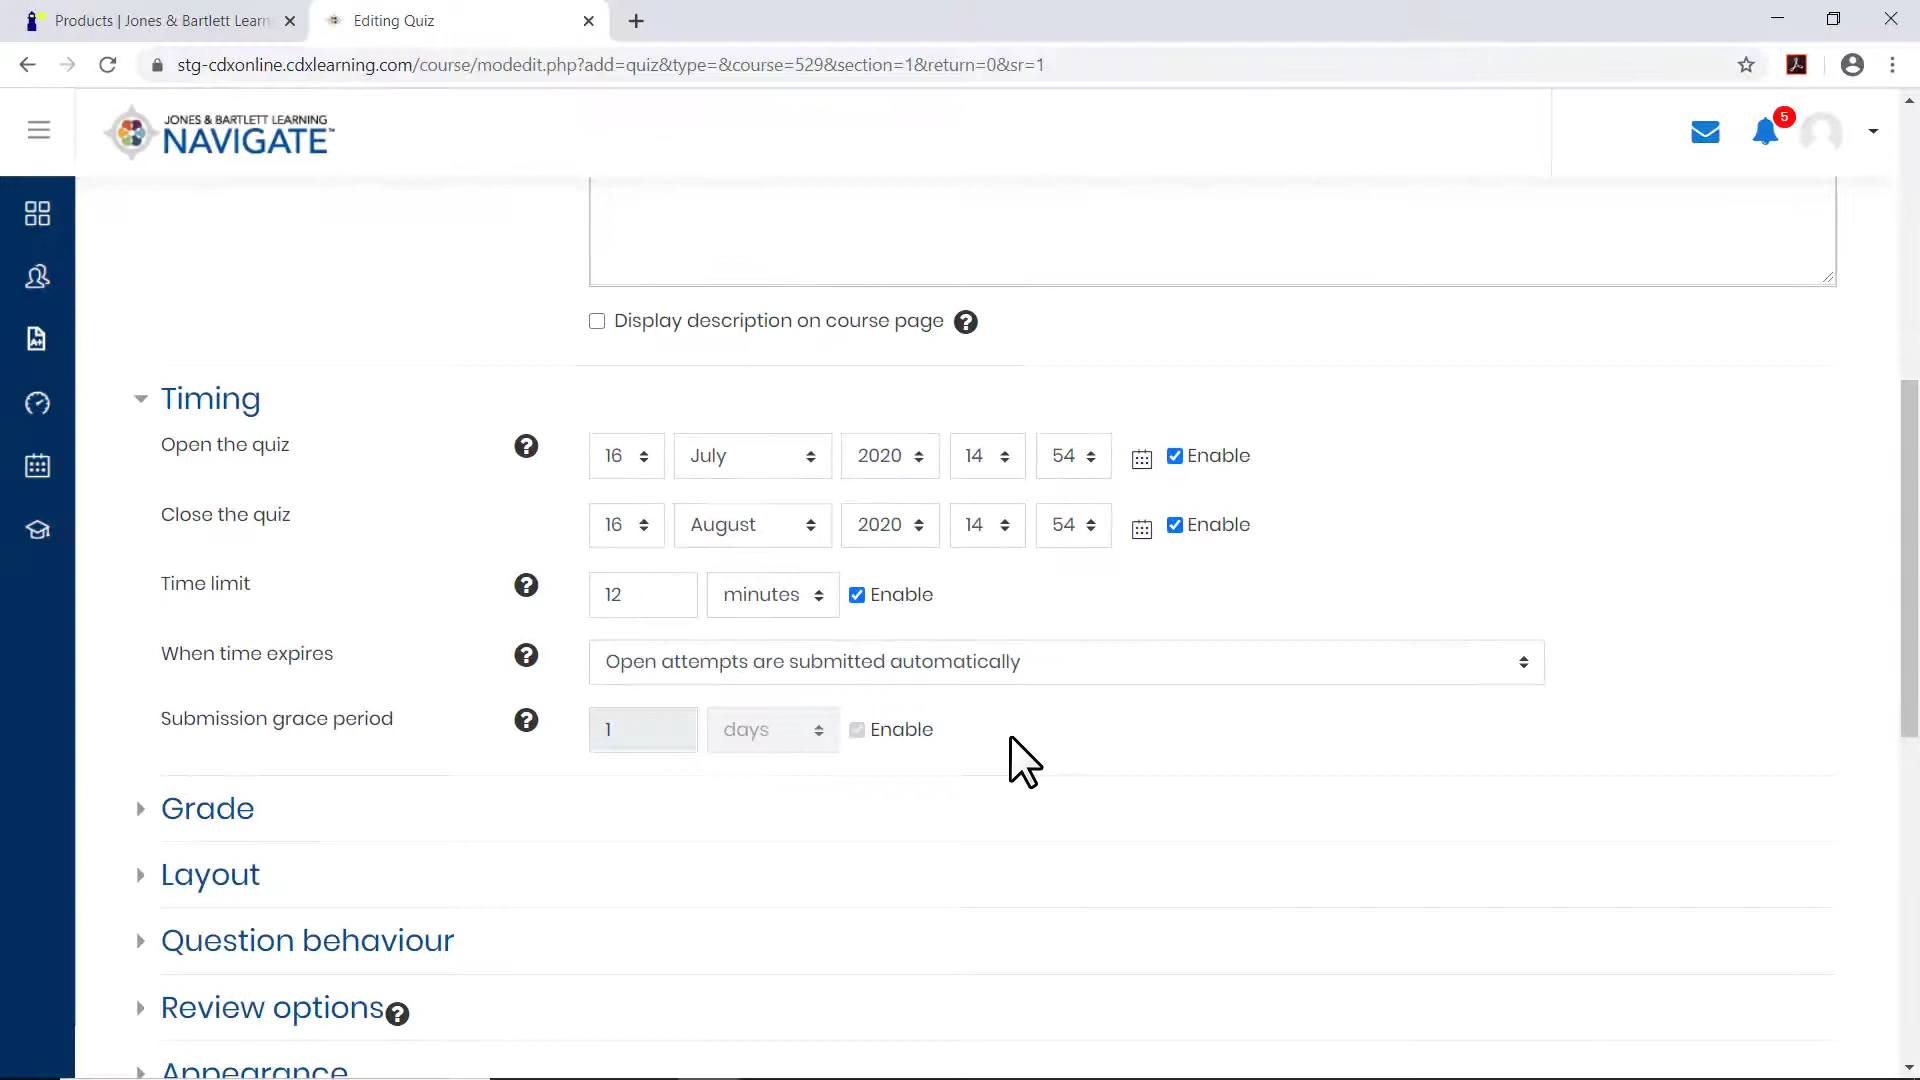 Products | Jones & Bartlett Learn
Editing Quiz
stg-cdxonline.cdxlearning.com/course/modedit.php?add=quiz&type=&course=529&section=1&return=0&sr=1
JONES & BARTLETT LEARNING
NAVIGATE™
5
Display description on course page ?
Timing
Open the quiz ? 16 July 2020 14 54 Enable
Close the quiz 16 August 2020 14 54 Enable
Time limit ? 12 minutes Enable
When time expires ? Open attempts are submitted automatically
Submission grace period ? 1 days Enable
Grade
Layout
Question behaviour
Review options ?
Appearance